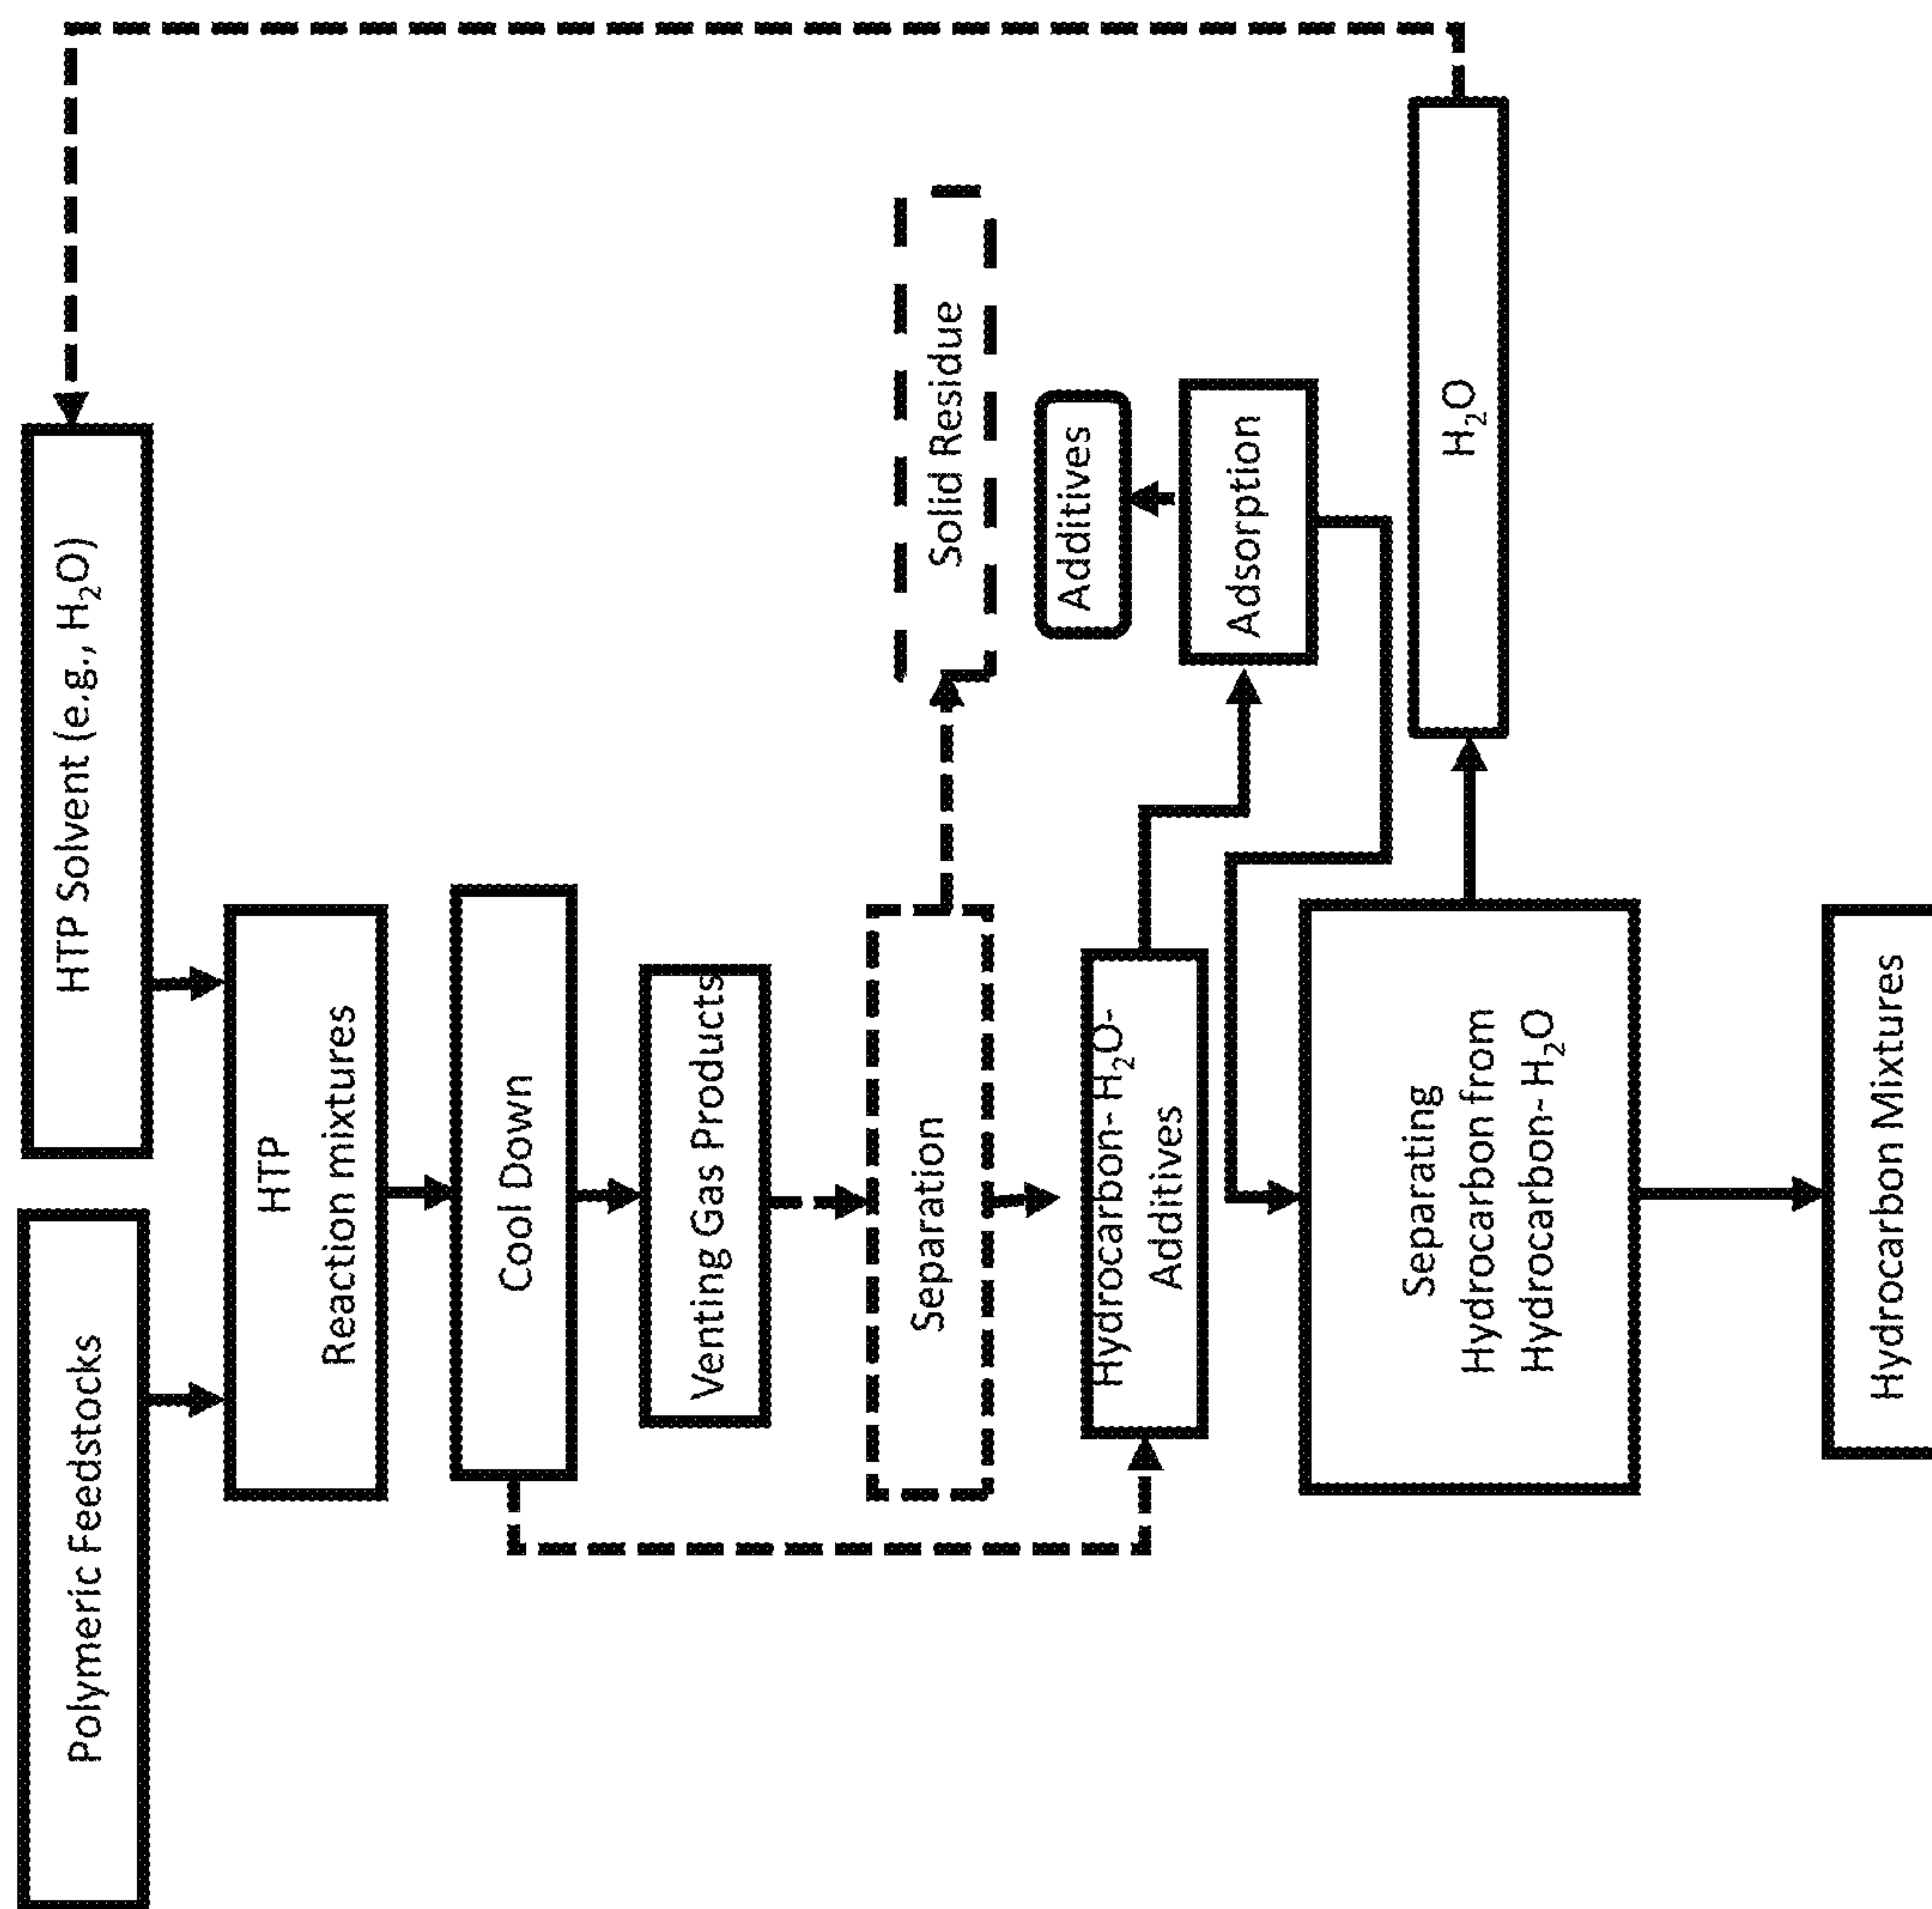 Polymeric Feedstocks
HTP Solvent (e.g., H₂O)
HTP
Reaction mixtures
Cool Down
Venting Gas Products
Separation
Solid Residue
Hydrocarbon- H₂O-
Additives
Additives
Adsorption
Separating
Hydrocarbon from
Hydrocarbon- H₂O
H₂O
Hydrocarbon Mixtures